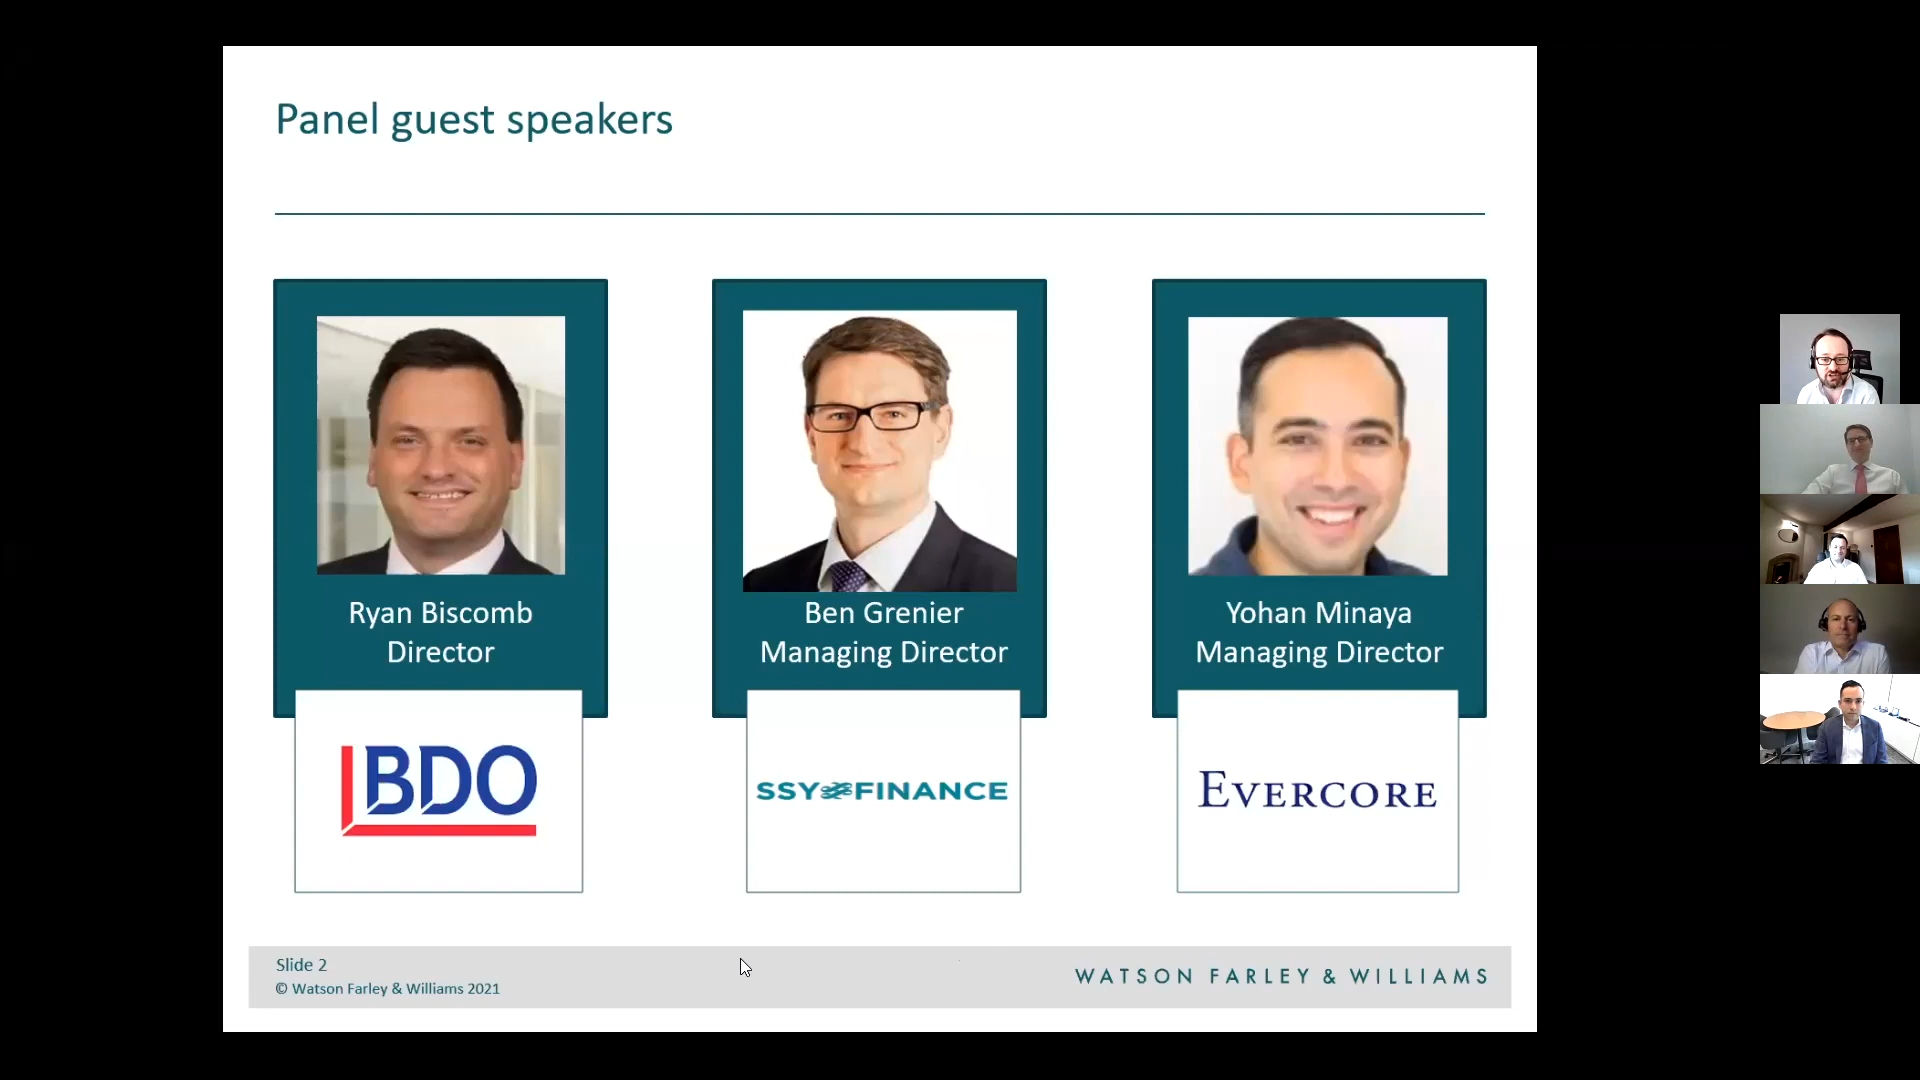 Panel guest speakers
Ryan Biscomb
Director
BDO
Ben Grenier
Managing Director
SSY FINANCE
Yohan Minaya
Managing Director
EVERCORE
Slide 2
© Watson Farley & Williams 2021
WATSON FARLEY & WILLIAMS